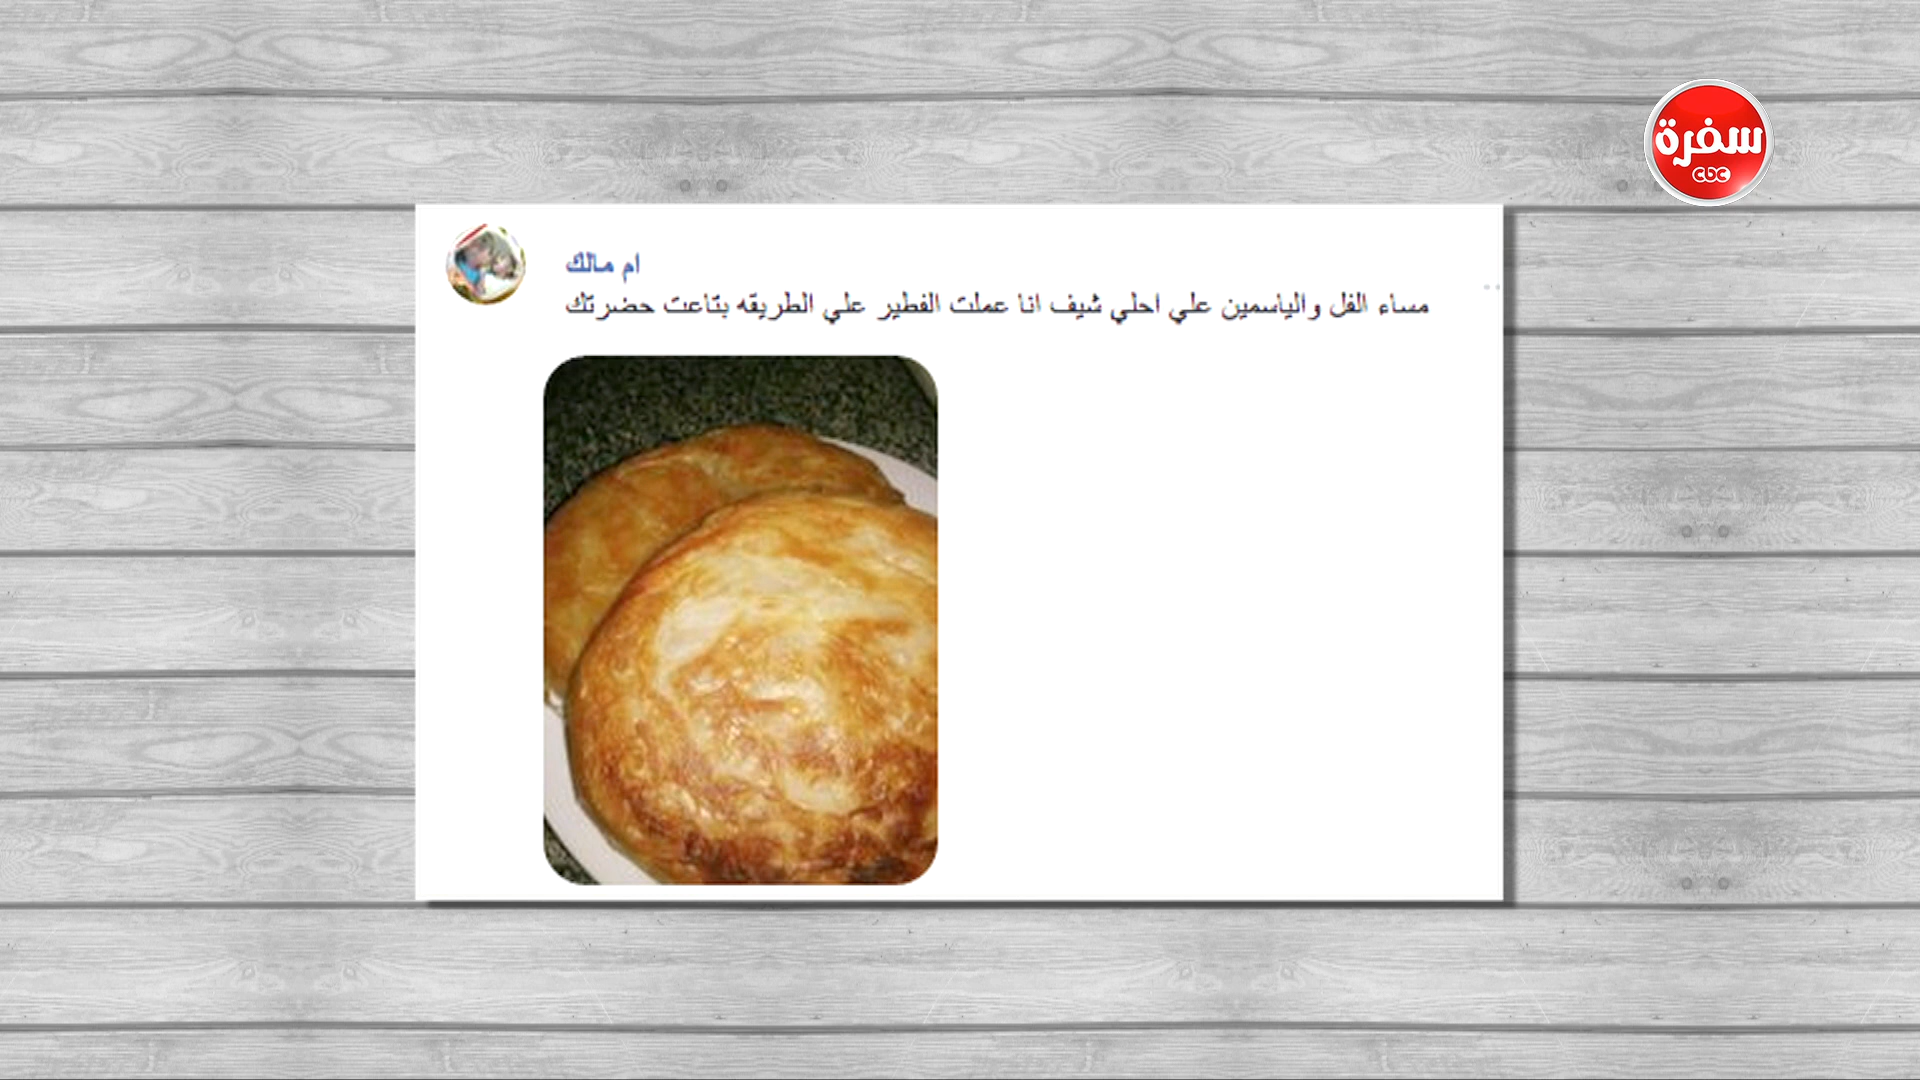 سفرة
cbc
ام مالك
مساء الفل والياسمين علي احلي شيف انا عملت الفطير علي الطريقه بتاعت حضرتك